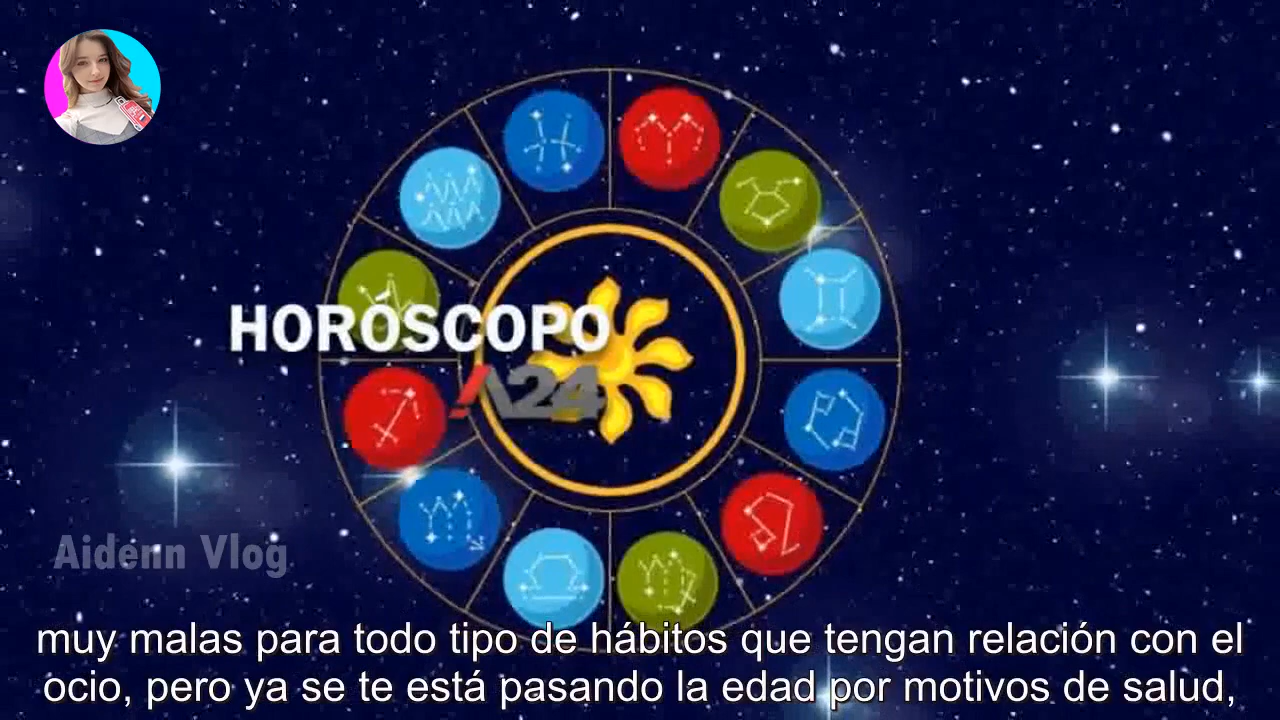 HORÓSCOPO
A24
Aidenn Vlog
muy malas para todo tipo de hábitos que tengan relación con el
ocio, pero ya se te está pasando la edad por motivos de salud,